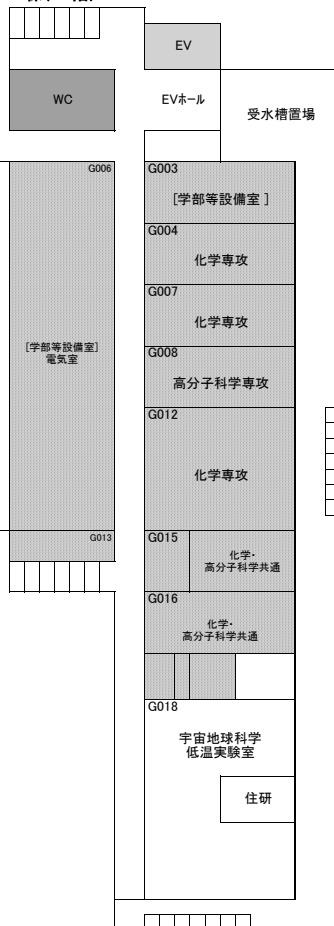 EV
WC
EVホール
受水槽置場
G006
G003
[学部等設備室 ]
G004
化学専攻
G007
化学専攻
[学部等設備室]
電気室
G008
高分子科学専攻
G012
化学専攻
G013
G015
化学・
高分子科学共通
G016
化学・
高分子科学共通
G018
宇宙地球科学
低温実験室
住研